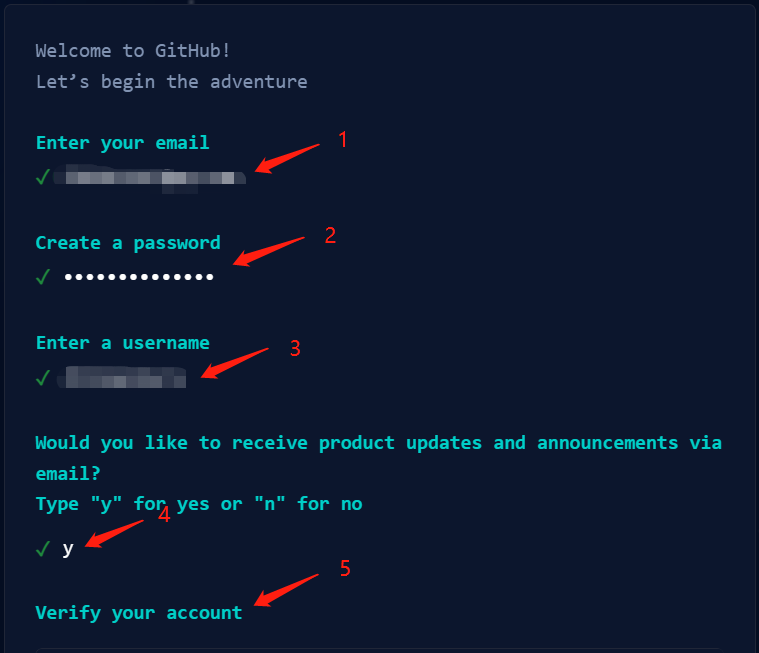 Welcome to GitHub!
Let’s begin the adventure
Enter your email
1
✓
Create a password
2
✓ ••••••••••••••
Enter a username
3
✓
Would you like to receive product updates and announcements via
email?
Type "y" for yes or "n" for no
4
✓ y
5
Verify your account